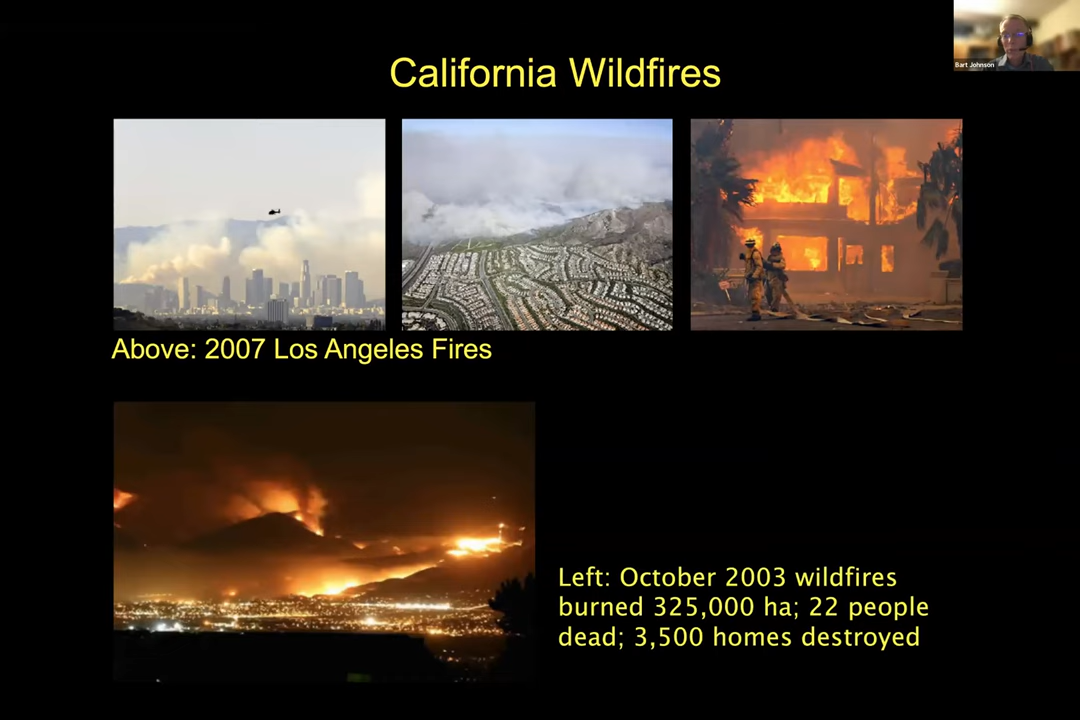 Bart Johnson
California Wildfires
Above: 2007 Los Angeles Fires
Left: October 2003 wildfires
burned 325,000 ha; 22 people
dead; 3,500 homes destroyed